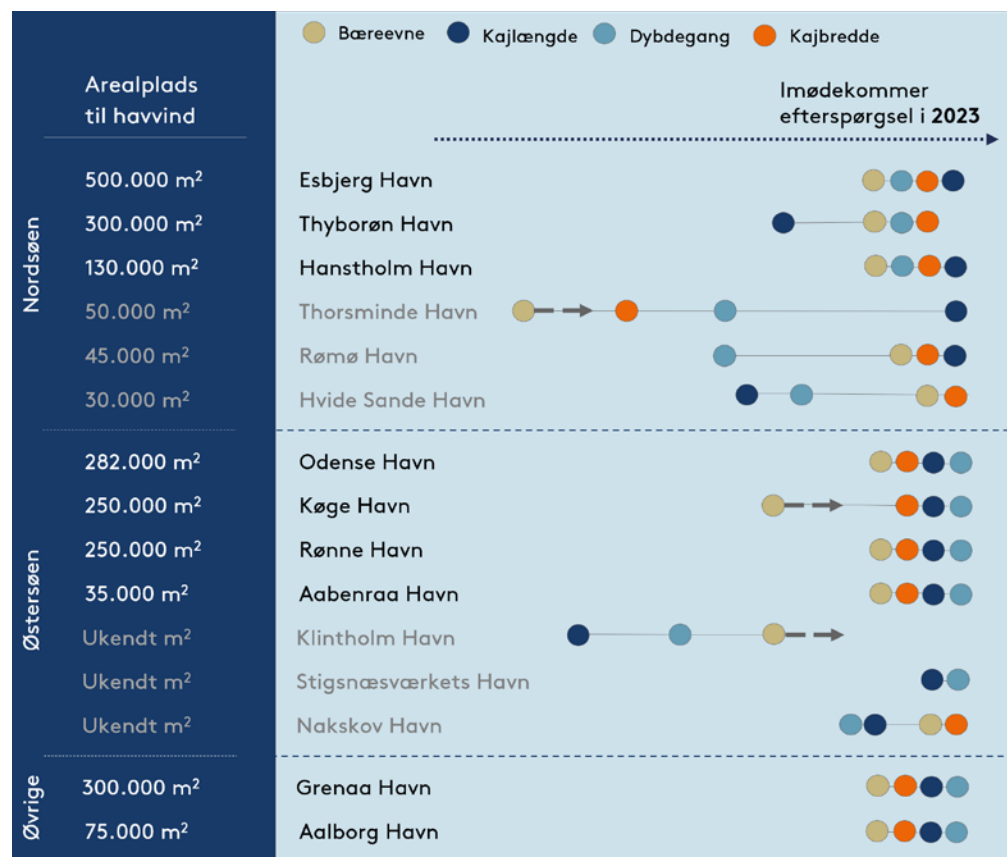 Bæreevne Kajlængde Dybdegang Kajbredde
Arealplads
til havvind
Imødekommer
efterspørgsel i 2023
Nordsøen
500.000 m² Esbjerg Havn
300.000 m² Thyborøn Havn
130.000 m² Hanstholm Havn
50.000 m² Thorsminde Havn
45.000 m² Rømø Havn
30.000 m² Hvide Sande Havn
Østersøen
282.000 m² Odense Havn
250.000 m² Køge Havn
250.000 m² Rønne Havn
35.000 m² Aabenraa Havn
Ukendt m² Klintholm Havn
Ukendt m² Stigsnæsværkets Havn
Ukendt m² Nakskov Havn
Øvrige
300.000 m² Grenaa Havn
75.000 m² Aalborg Havn